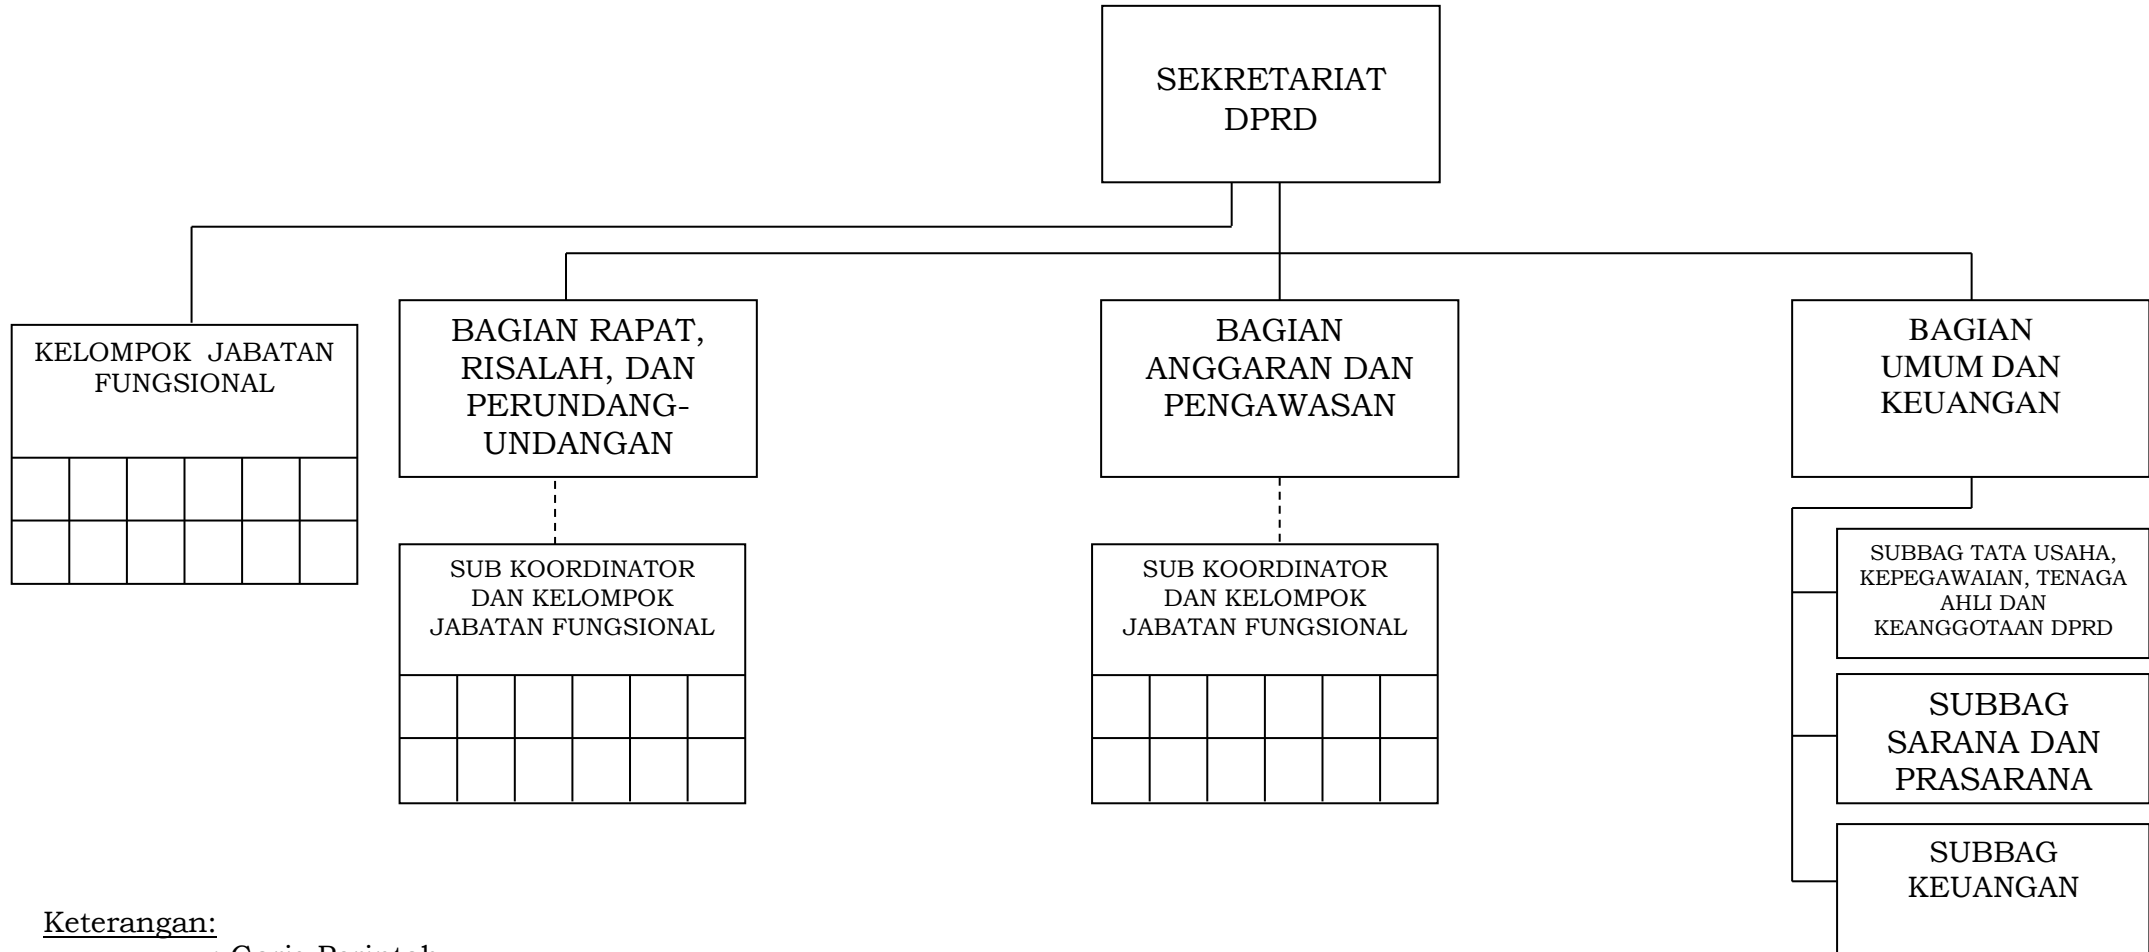 SEKRETARIAT
DPRD
KELOMPOK JABATAN
FUNGSIONAL
BAGIAN RAPAT,
RISALAH, DAN
PERUNDANG-
UNDANGAN
BAGIAN
ANGGARAN DAN
PENGAWASAN
BAGIAN
UMUM DAN
KEUANGAN
SUB KOORDINATOR
DAN KELOMPOK
JABATAN FUNGSIONAL
SUB KOORDINATOR
DAN KELOMPOK
JABATAN FUNGSIONAL
SUBBAG TATA USAHA,
KEPEGAWAIAN, TENAGA
AHLI DAN
KEANGGOTAAN DPRD
SUBBAG
SARANA DAN
PRASARANA
SUBBAG
KEUANGAN
Keterangan:
: Garis Perintah